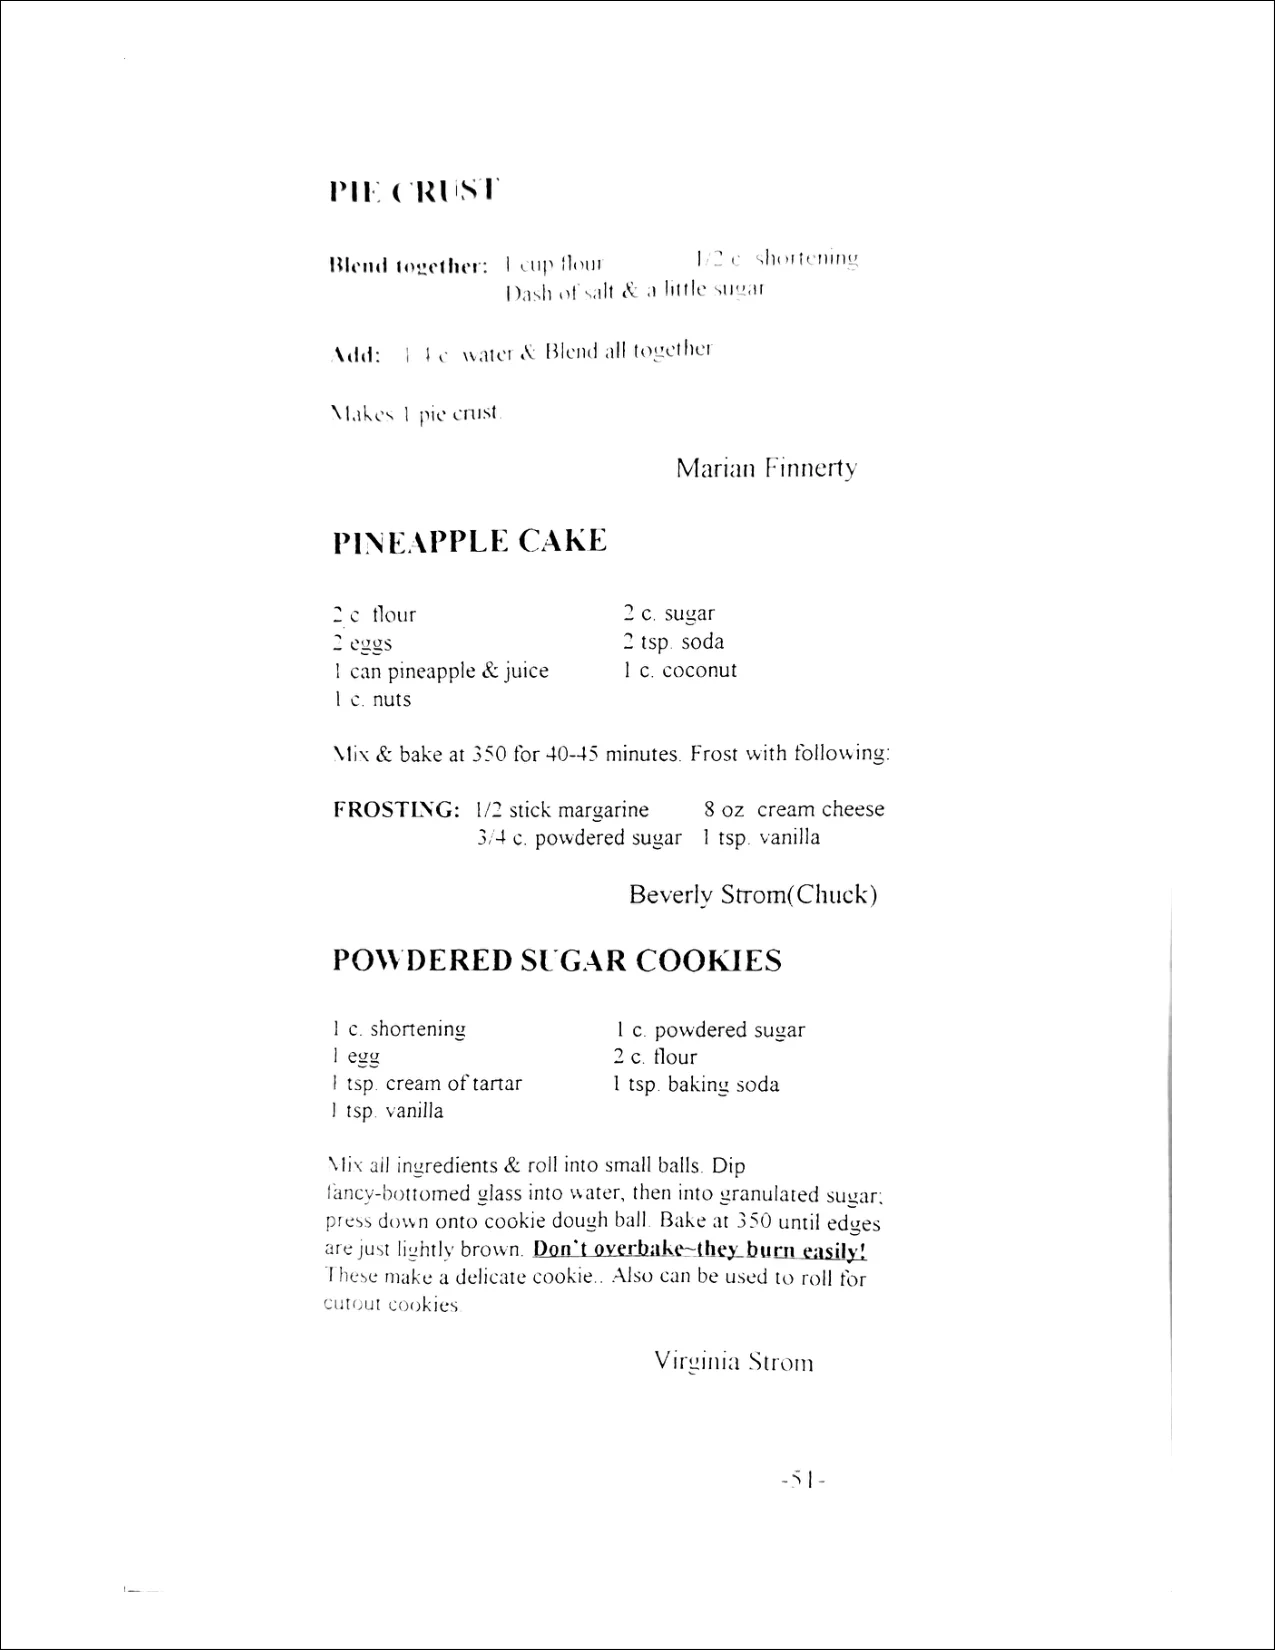 PIE CRUST
Blend together: 1 cup flour 1/2 c shortening
Dash of salt & a little sugar
Add: 1 4 c water & Blend all together
Makes 1 pie crust.
Marian Finnerty
PINEAPPLE CAKE
2 c flour 2 c. sugar
2 eggs 2 tsp. soda
1 can pineapple & juice 1 c. coconut
1 c. nuts
Mix & bake at 350 for 40-45 minutes. Frost with following:
FROSTING: 1/2 stick margarine 8 oz cream cheese
3/4 c. powdered sugar 1 tsp. vanilla
Beverly Strom(Chuck)
POWDERED SUGAR COOKIES
1 c. shortening 1 c. powdered sugar
1 egg 2 c. flour
1 tsp. cream of tartar 1 tsp. baking soda
1 tsp. vanilla
Mix all ingredients & roll into small balls. Dip
fancy-bottomed glass into water, then into granulated sugar;
press down onto cookie dough ball. Bake at 350 until edges
are just lightly brown. Don't overbake~they burn easily!
These make a delicate cookie.. Also can be used to roll for
cutout cookies.
Virginia Strom
-51-